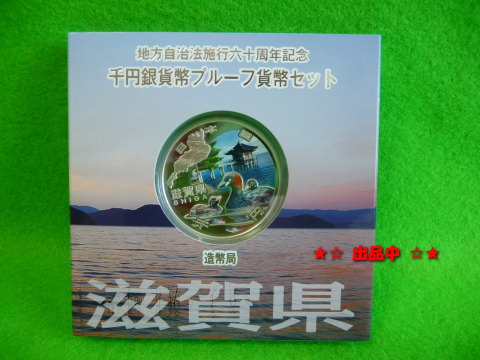 地方自治法施行六十周年記念
千円銀貨幣プルーフ貨幣セット
日本国
滋賀県
SHIGA
千円
造幣局
★☆ 出品中 ☆★
滋賀県